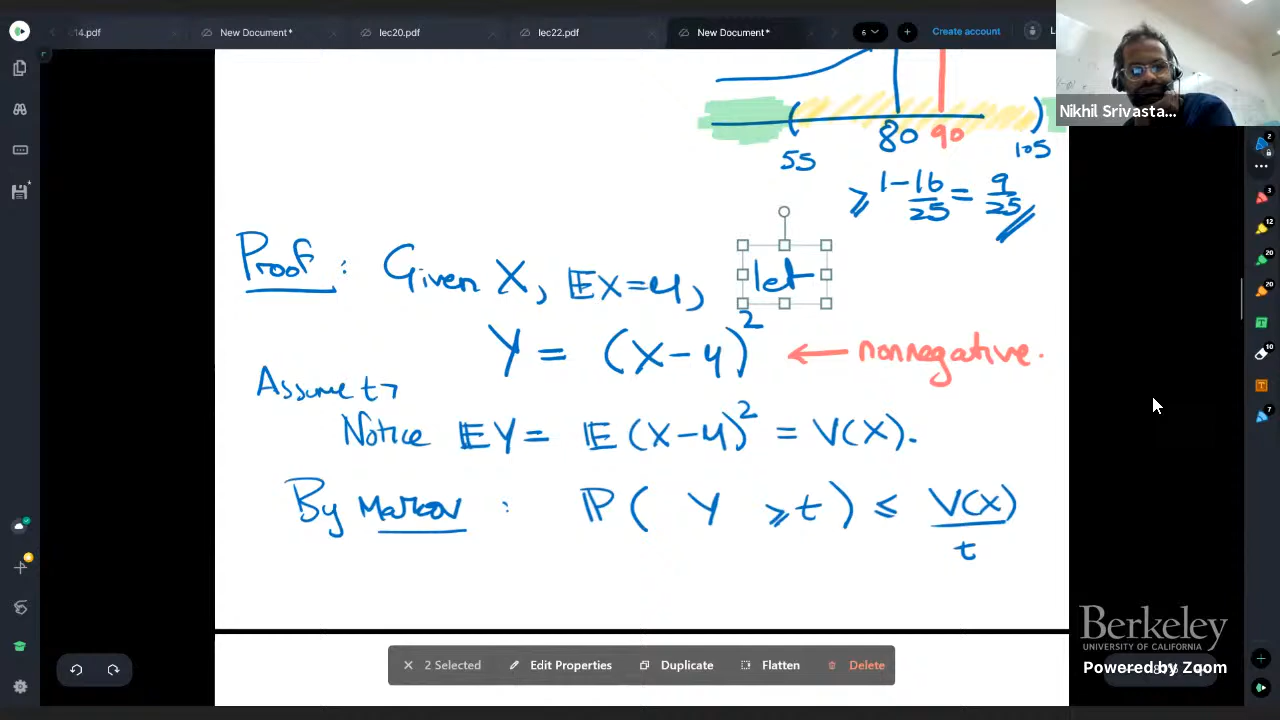 14.pdf
New Document*
lec20.pdf
lec22.pdf
New Document*
6
Create account
Nikhil Srivasta...
80
90
55
105
≥ 1-16/25 = 9/25
Proof: Given X, EX=μ, let
Y = (X-μ)² ← nonnegative.
Assume t>
Notice EY = E(X-μ)² = V(X).
By Markov: P( Y ≥t) ≤ V(X)/t
2 Selected
Edit Properties
Duplicate
Flatten
Delete
Berkeley
UNIVERSITY OF CALIFORNIA
Powered by Zoom